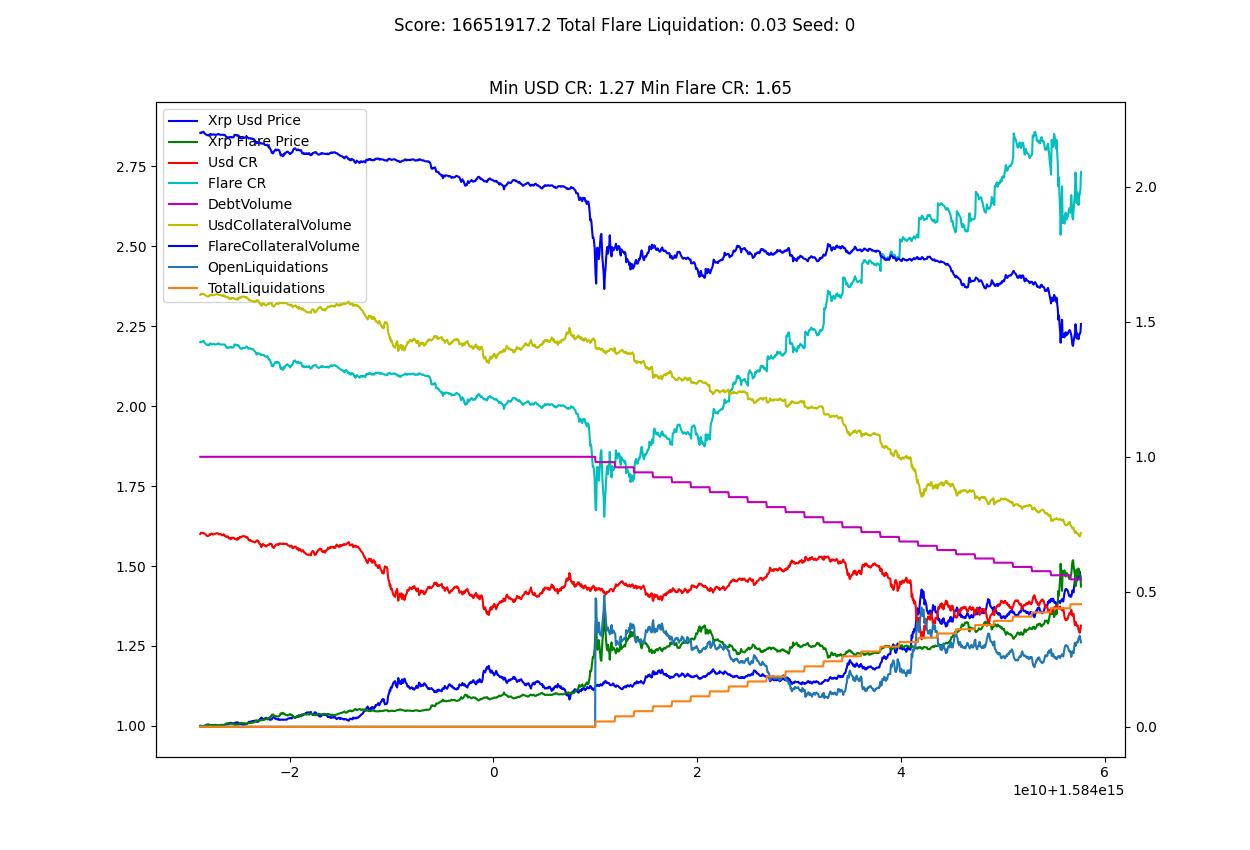 Score: 16651917.2 Total Flare Liquidation: 0.03 Seed: 0
Min USD CR: 1.27 Min Flare CR: 1.65
Xrp Usd Price
Xrp Flare Price
Usd CR
Flare CR
DebtVolume
UsdCollateralVolume
FlareCollateralVolume
OpenLiquidations
TotalLiquidations
2.75
2.50
2.25
2.00
1.75
1.50
1.25
1.00
2.0
1.5
1.0
0.5
0.0
−2
0
2
4
6
1e10+1.584e15